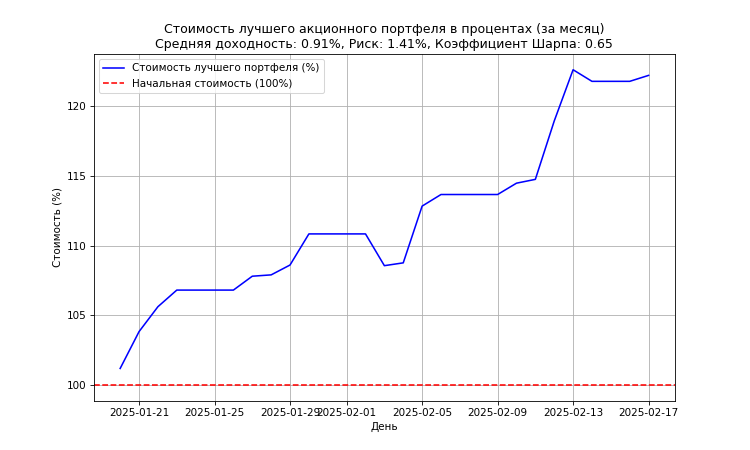 Стоимость лучшего акционного портфеля в процентах (за месяц)
Средняя доходность: 0.91%, Риск: 1.41%, Коэффициент Шарпа: 0.65
Стоимость лучшего портфеля (%)
Начальная стоимость (100%)
Стоимость (%)
120
115
110
105
100
2025-01-21 2025-01-25 2025-01-29 2025-02-01 2025-02-05 2025-02-09 2025-02-13 2025-02-17
День